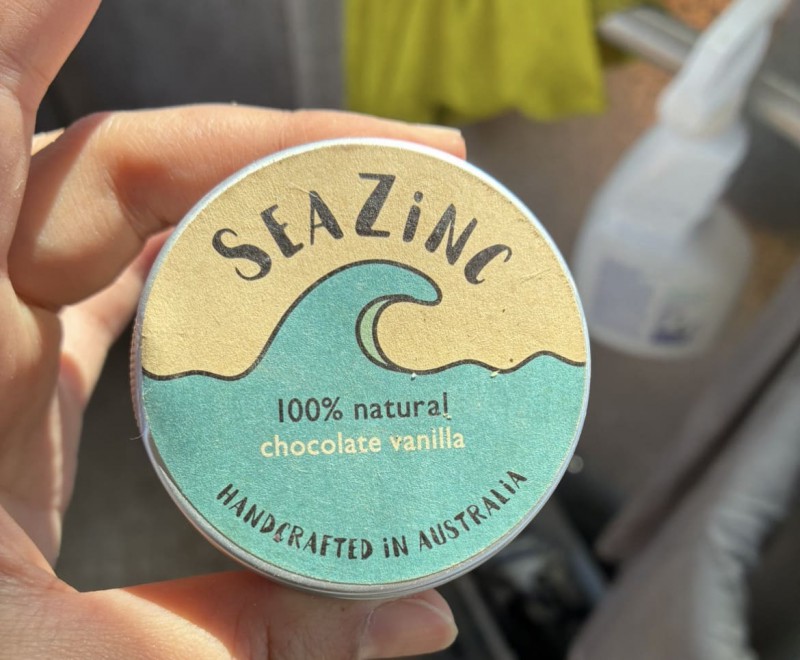 SEAZiNC
100% natural
chocolate vanilla
HANDCRAFTED iN AUSTRALiA